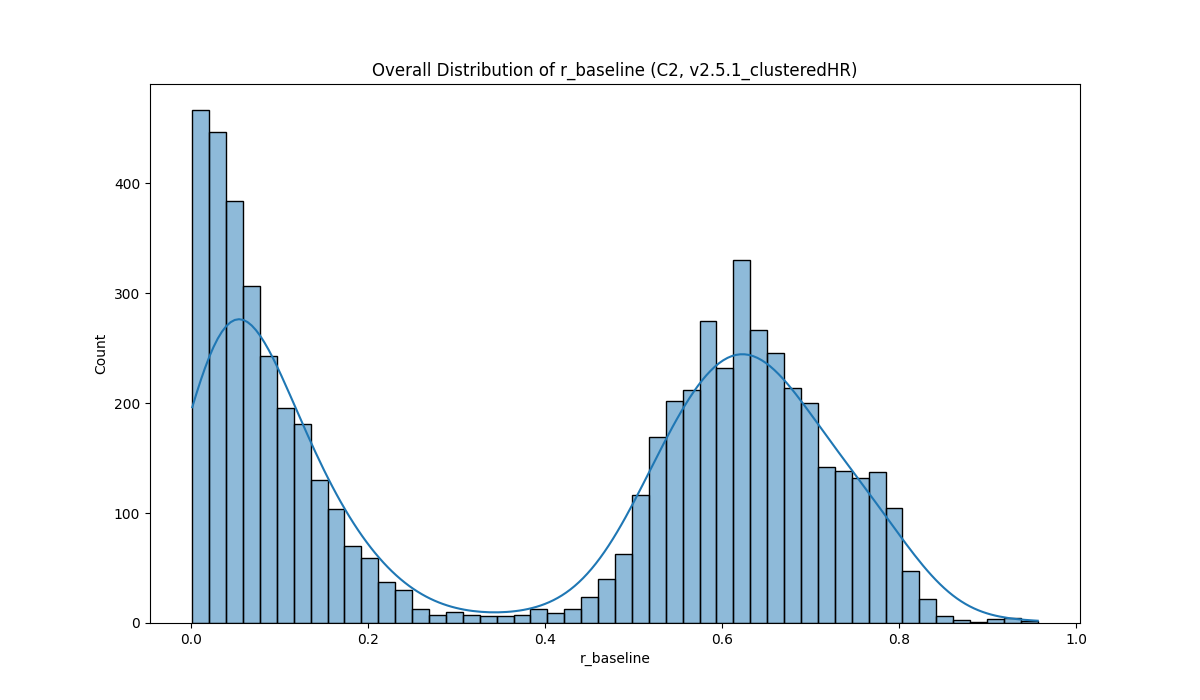 Overall Distribution of r_baseline (C2, v2.5.1_clusteredHR)
400
300
200
100
0
Count
0.0 0.2 0.4 0.6 0.8 1.0
r_baseline